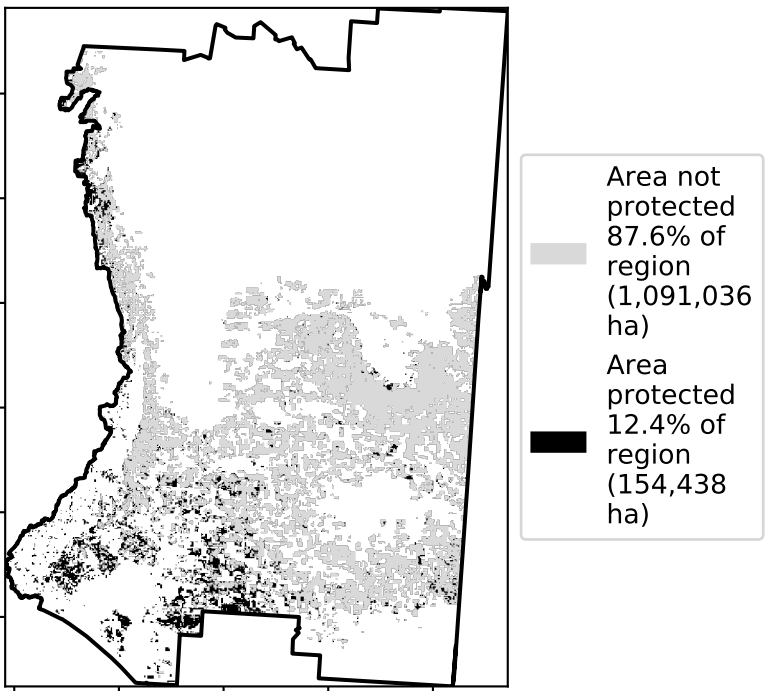 Area not
protected
87.6% of
region
(1,091,036
ha)
Area
protected
12.4% of
region
(154,438
ha)